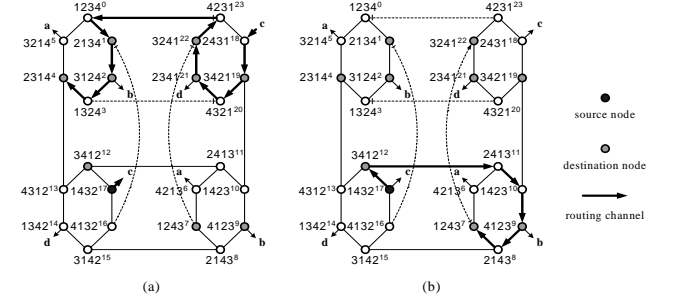 1234⁰ 4231²³ 1234⁰ 4231²³
a c a c
3214⁵ 2134¹ 3241²² 2431¹⁸ 3214⁵ 2134¹ 3241²² 2431¹⁸
2314⁴ 3124² 2341²¹ 3421¹⁹ 2314⁴ 3124² 2341²¹ 3421¹⁹
b d b d
1324³ 4321²⁰ 1324³ 4321²⁰
source node
3412¹² 2413¹¹ 3412¹² 2413¹¹
destination node
c a c a
4312¹³ 1432¹⁷ 4213⁶ 1423¹⁰ 4312¹³ 1432¹⁷ 4213⁶ 1423¹⁰
routing channel
1342¹⁴ 4132¹⁶ 1243⁷ 4123⁹ 1342¹⁴ 4132¹⁶ 1243⁷ 4123⁹
d b d b
3142¹⁵ 2143⁸ 3142¹⁵ 2143⁸
(a) (b)